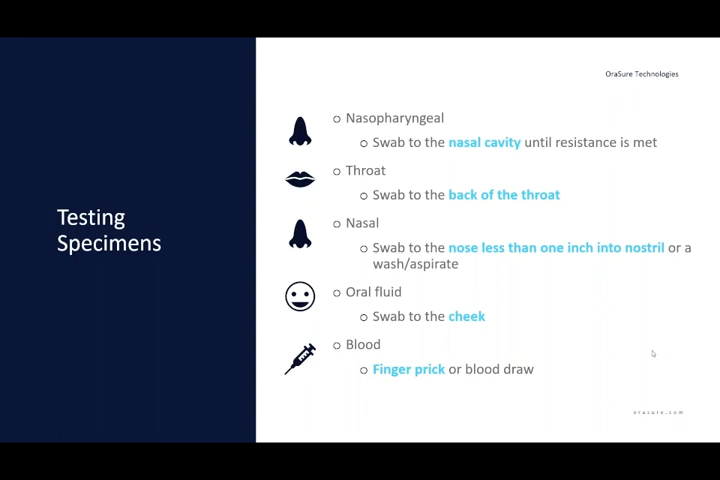 OraSure Technologies
Testing
Specimens
○ Nasopharyngeal
○ Swab to the nasal cavity until resistance is met
○ Throat
○ Swab to the back of the throat
○ Nasal
○ Swab to the nose less than one inch into nostril or a
wash/aspirate
○ Oral fluid
○ Swab to the cheek
○ Blood
○ Finger prick or blood draw
orasure.com